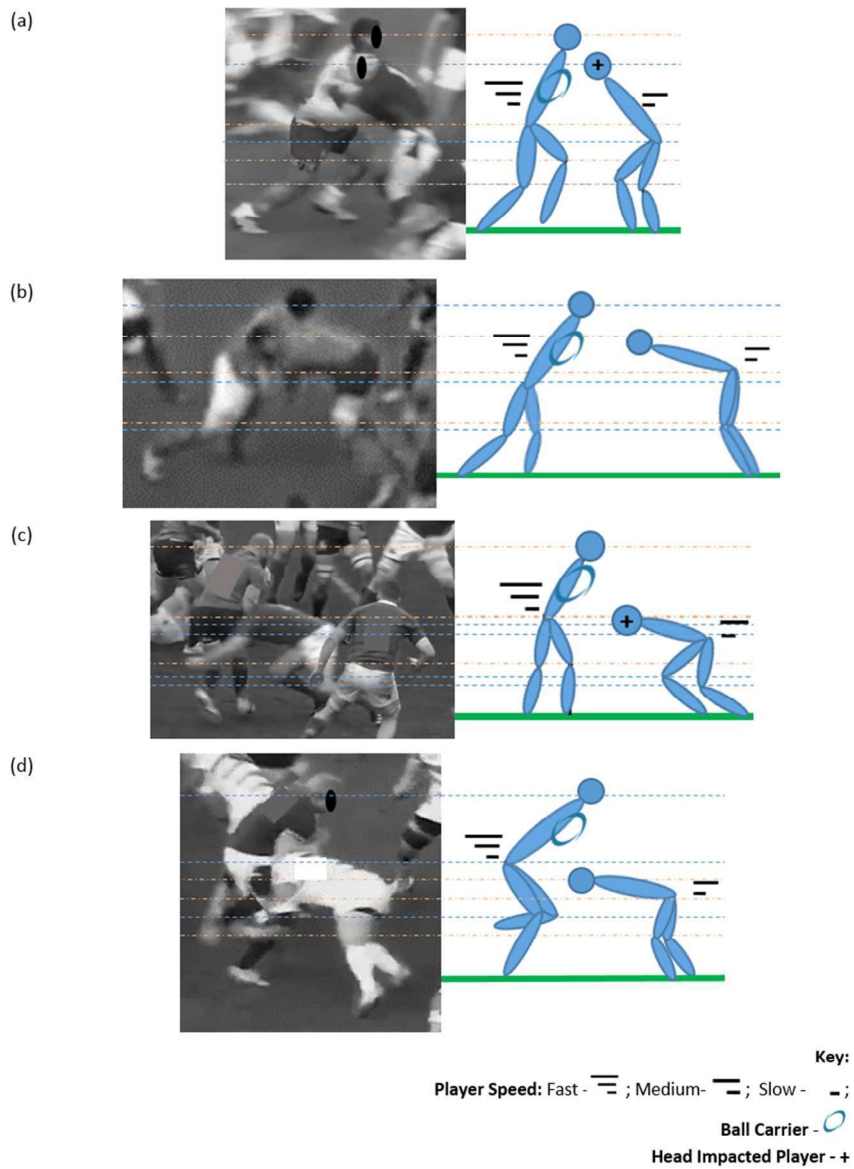 (a)
(b)
(c)
(d)
Key:
Player Speed: Fast - ; Medium- ; Slow - ;
Ball Carrier -
Head Impacted Player - +